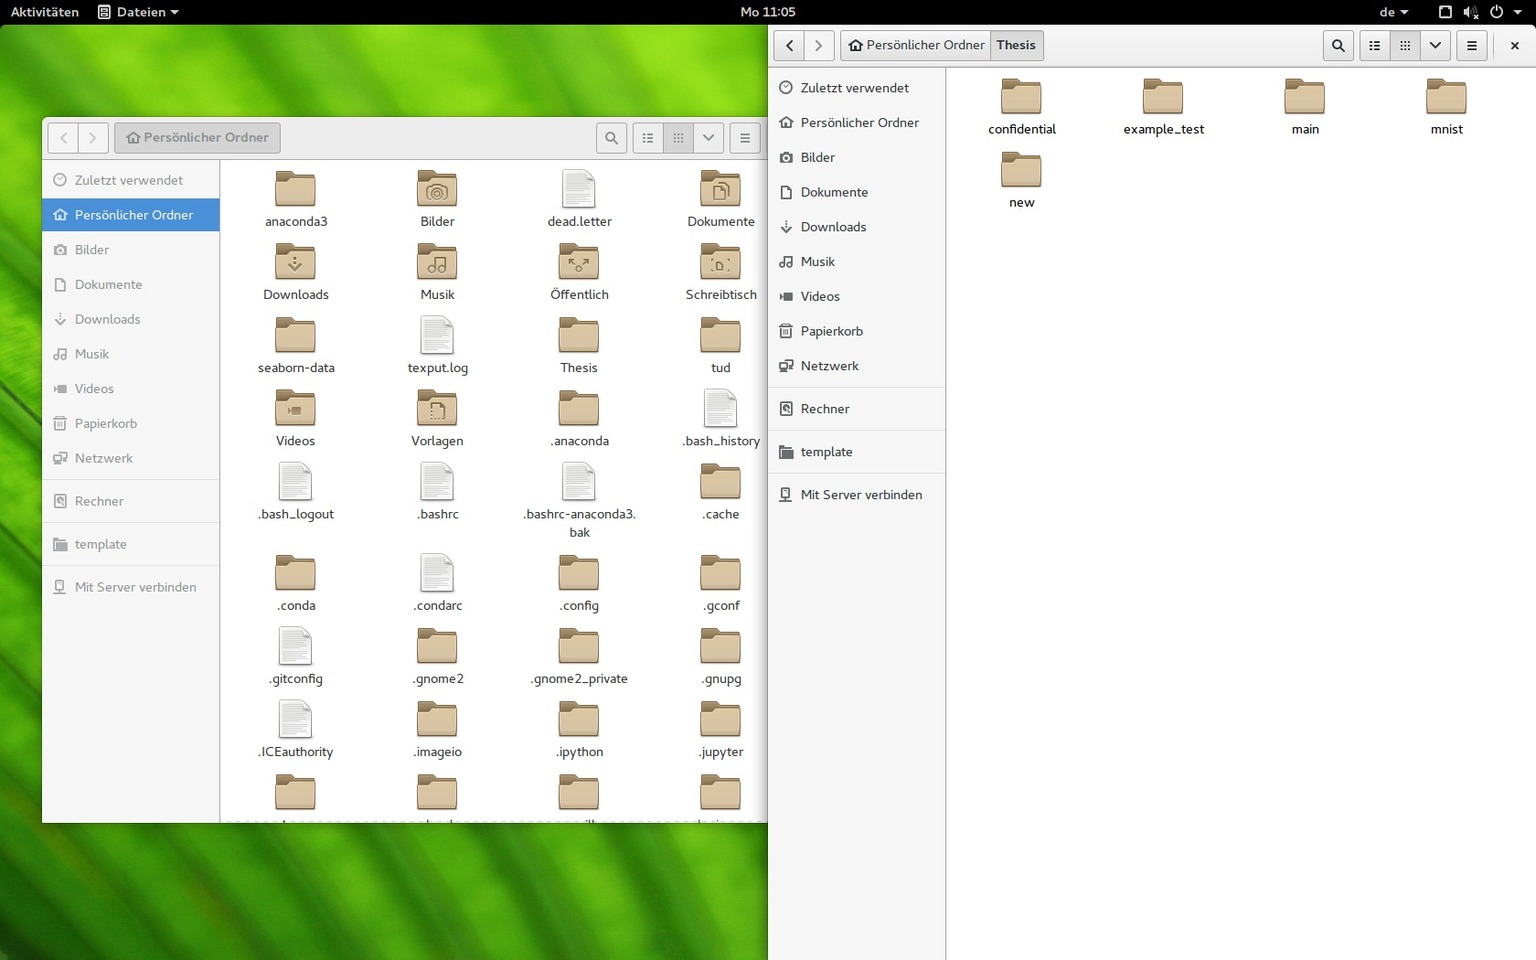 Aktivitäten Dateien Mo 11:05 de
Persönlicher Ordner
Zuletzt verwendet
Persönlicher Ordner
Bilder
Dokumente
Downloads
Musik
Videos
Papierkorb
Netzwerk
Rechner
template
Mit Server verbinden
anaconda3 Bilder dead.letter Dokumente
Downloads Musik Öffentlich Schreibtisch
seaborn-data texput.log Thesis tud
Videos Vorlagen .anaconda .bash_history
.bash_logout .bashrc .bashrc-anaconda3. .cache
bak
.conda .condarc .config .gconf
.gitconfig .gnome2 .gnome2_private .gnupg
.ICEauthority .imageio .ipython .jupyter
Persönlicher Ordner Thesis
Zuletzt verwendet
Persönlicher Ordner
Bilder
Dokumente
Downloads
Musik
Videos
Papierkorb
Netzwerk
Rechner
template
Mit Server verbinden
confidential example_test main mnist
new